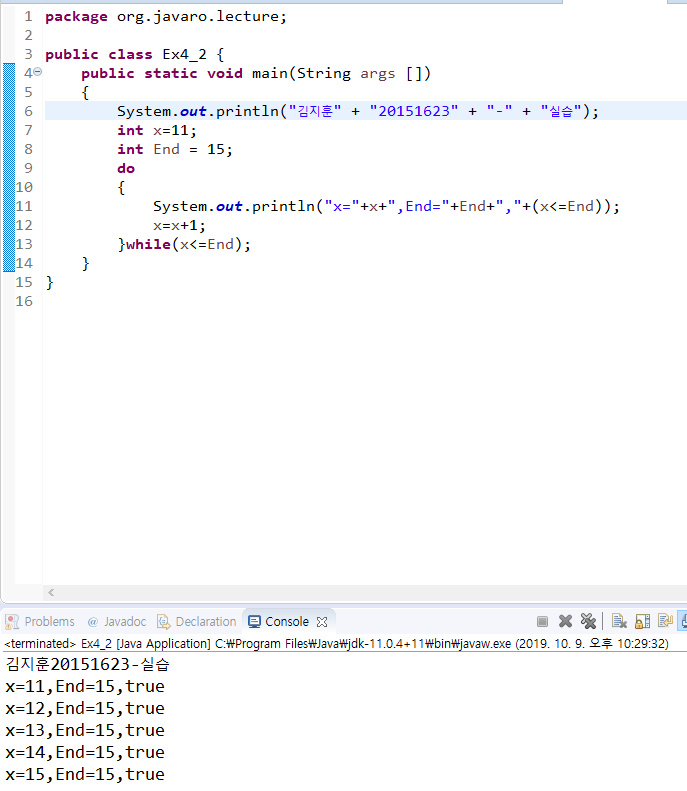 1 package org.javaro.lecture;
2
3 public class Ex4_2 {
4 public static void main(String args [])
5 {
6 System.out.println("김지훈" + "20151623" + "-" + "실습");
7 int x=11;
8 int End = 15;
9 do
10 {
11 System.out.println("x="+x+",End="+End+","+(x<=End));
12 x=x+1;
13 }while(x<=End);
14 }
15 }
16
Problems @ Javadoc Declaration Console
<terminated> Ex4_2 [Java Application] C:₩Program Files₩Java₩jdk-11.0.4+11₩bin₩javaw.exe (2019. 10. 9. 오후 10:29:32)
김지훈20151623-실습
x=11,End=15,true
x=12,End=15,true
x=13,End=15,true
x=14,End=15,true
x=15,End=15,true